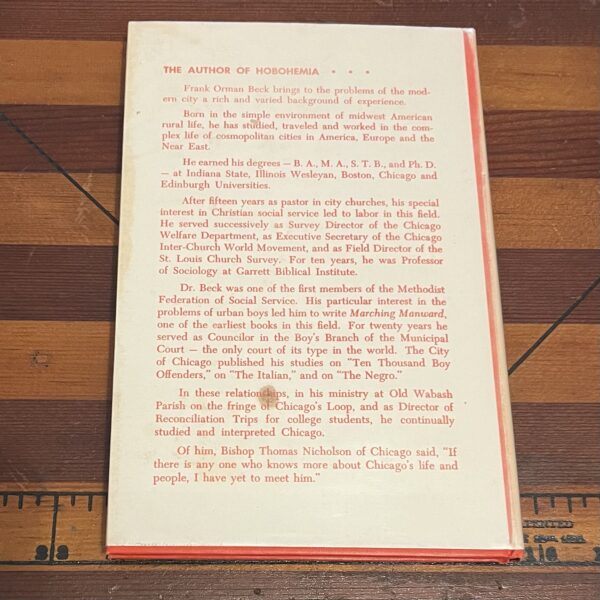 THE AUTHOR OF HOBOHEMIA · · ·
Frank Orman Beck brings to the problems of the mod-
ern city a rich and varied background of experience.
Born in the simple environment of midwest American
rural life, he has studied, traveled and worked in the com-
plex life of cosmopolitan cities in America, Europe and the
Near East.
He earned his degrees — B. A., M. A., S. T. B., and Ph. D.
— at Indiana State, Illinois Wesleyan, Boston, Chicago and
Edinburgh Universities.
After fifteen years as pastor in city churches, his special
interest in Christian social service led to labor in this field.
He served successively as Survey Director of the Chicago
Welfare Department, as Executive Secretary of the Chicago
Inter-Church World Movement, and as Field Director of the
St. Louis Church Survey. For ten years, he was Professor
of Sociology at Garrett Biblical Institute.
Dr. Beck was one of the first members of the Methodist
Federation of Social Service. His particular interest in the
problems of urban boys led him to write Marching Manward,
one of the earliest books in this field. For twenty years he
served as Councilor in the Boy's Branch of the Municipal
Court — the only court of its type in the world. The City
of Chicago published his studies on "Ten Thousand Boy
Offenders," on "The Italian," and on "The Negro."
In these relationships, in his ministry at Old Wabash
Parish on the fringe of Chicago's Loop, and as Director of
Reconciliation Trips for college students, he continually
studied and interpreted Chicago.
Of him, Bishop Thomas Nicholson of Chicago said, "If
there is any one who knows more about Chicago's life and
people, I have yet to meet him."